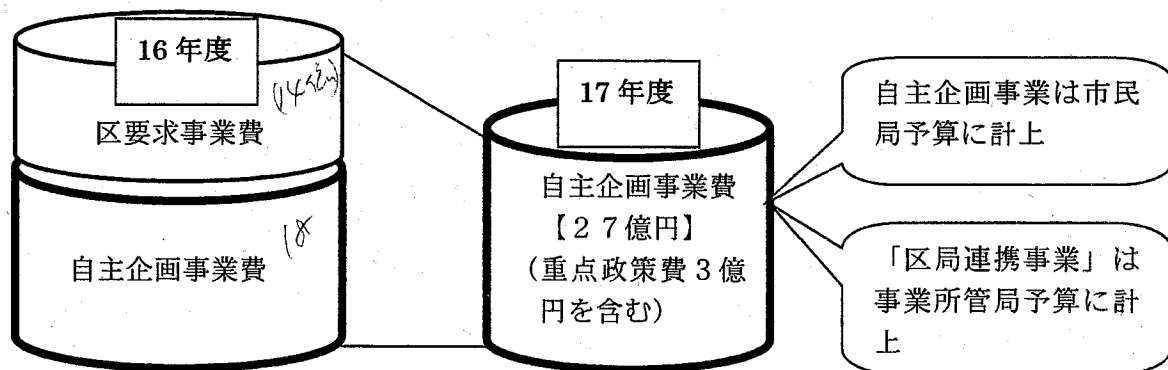 16年度
(14億)
区要求事業費
18
自主企画事業費
17年度
自主企画事業費
【27億円】
(重点政策費3億
円を含む)
自主企画事業は市民
局予算に計上
「区局連携事業」は
事業所管局予算に計
上